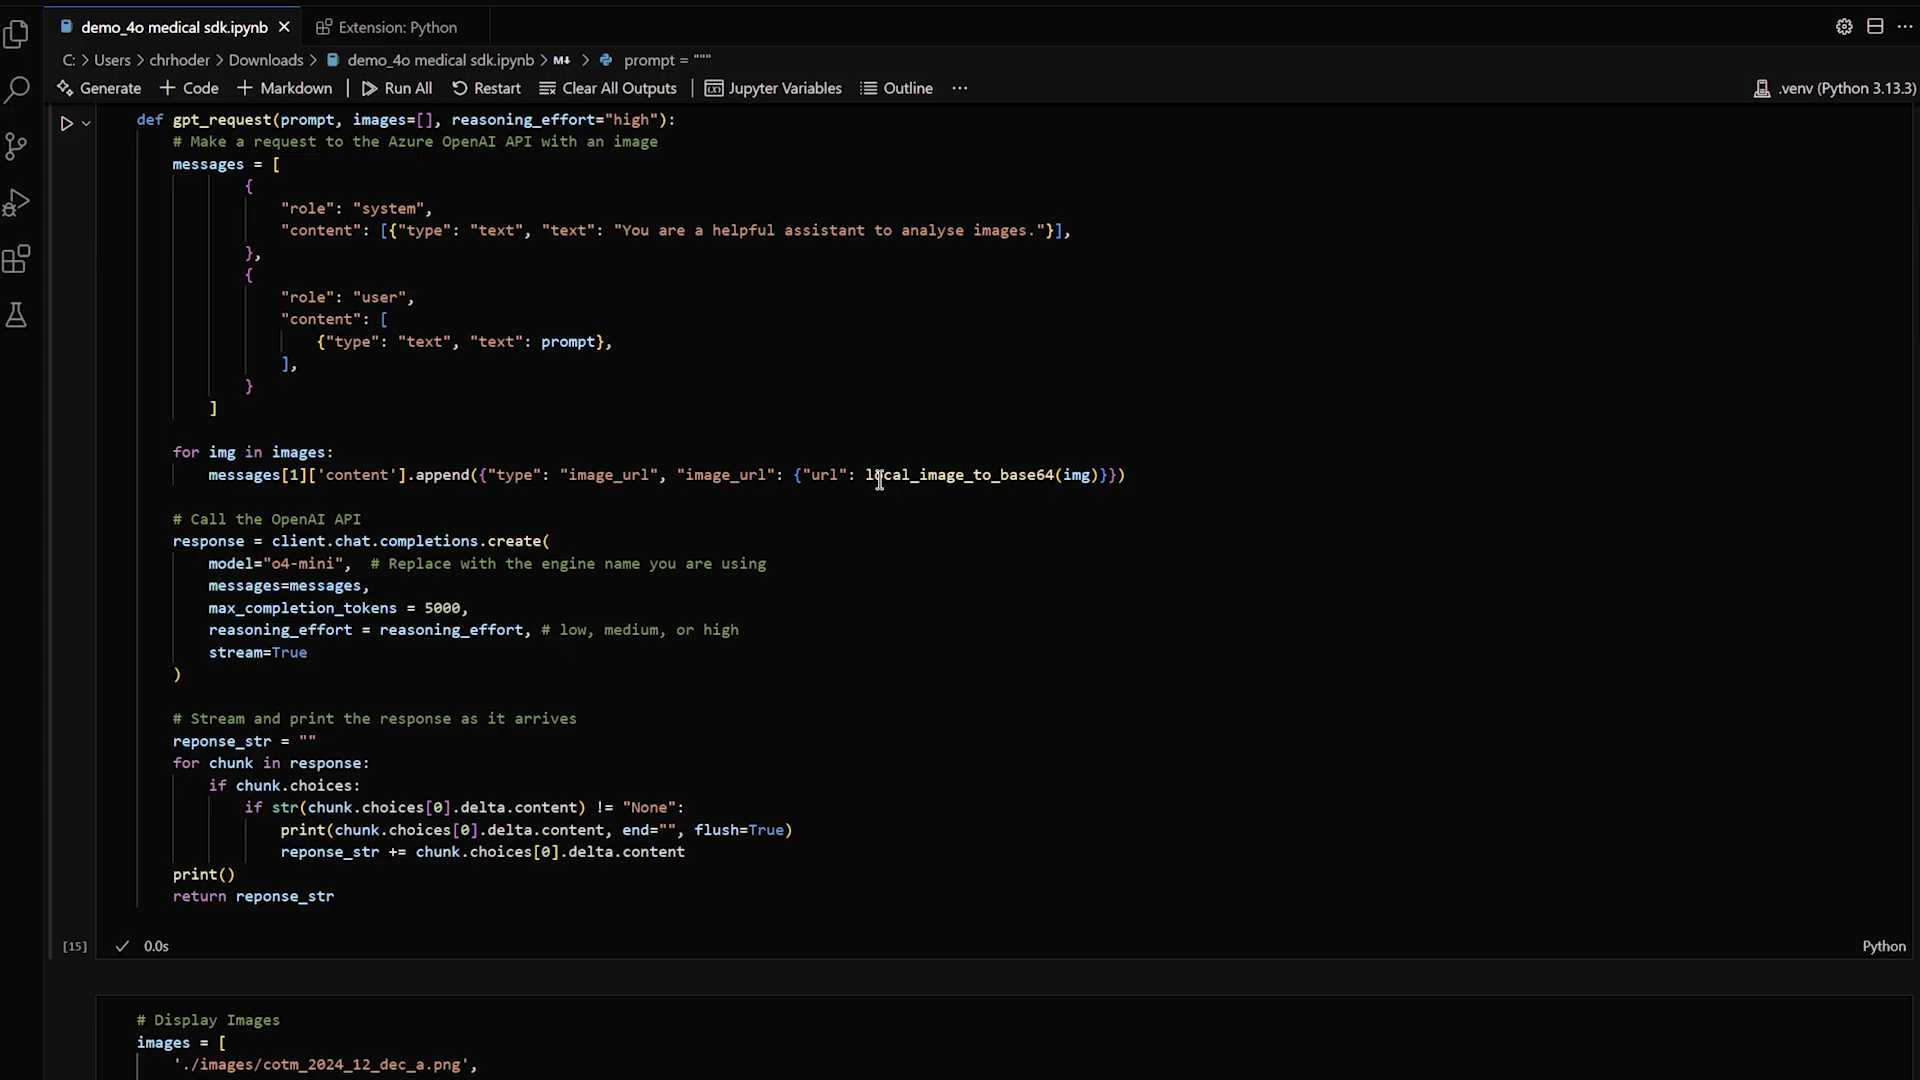 demo_4o medical sdk.ipynb
Extension: Python
C: > Users > chrhoder > Downloads > demo_4o medical sdk.ipynb > M↓ > prompt = """
Generate + Code + Markdown | Run All Restart Clear All Outputs | Jupyter Variables Outline ...
.venv (Python 3.13.3)
def gpt_request(prompt, images=[], reasoning_effort="high"):
# Make a request to the Azure OpenAI API with an image
messages = [
{
"role": "system",
"content": [{"type": "text", "text": "You are a helpful assistant to analyse images."}],
},
{
"role": "user",
"content": [
{"type": "text", "text": prompt},
],
}
]
for img in images:
messages[1]['content'].append({"type": "image_url", "image_url": {"url": local_image_to_base64(img)}})
# Call the OpenAI API
response = client.chat.completions.create(
model="o4-mini",  # Replace with the engine name you are using
messages=messages,
max_completion_tokens = 5000,
reasoning_effort = reasoning_effort, # low, medium, or high
stream=True
)
# Stream and print the response as it arrives
reponse_str = ""
for chunk in response:
if chunk.choices:
if str(chunk.choices[0].delta.content) != "None":
print(chunk.choices[0].delta.content, end="", flush=True)
reponse_str += chunk.choices[0].delta.content
print()
return reponse_str
[15]
0.0s
Python
# Display Images
images = [
'./images/cotm_2024_12_dec_a.png',